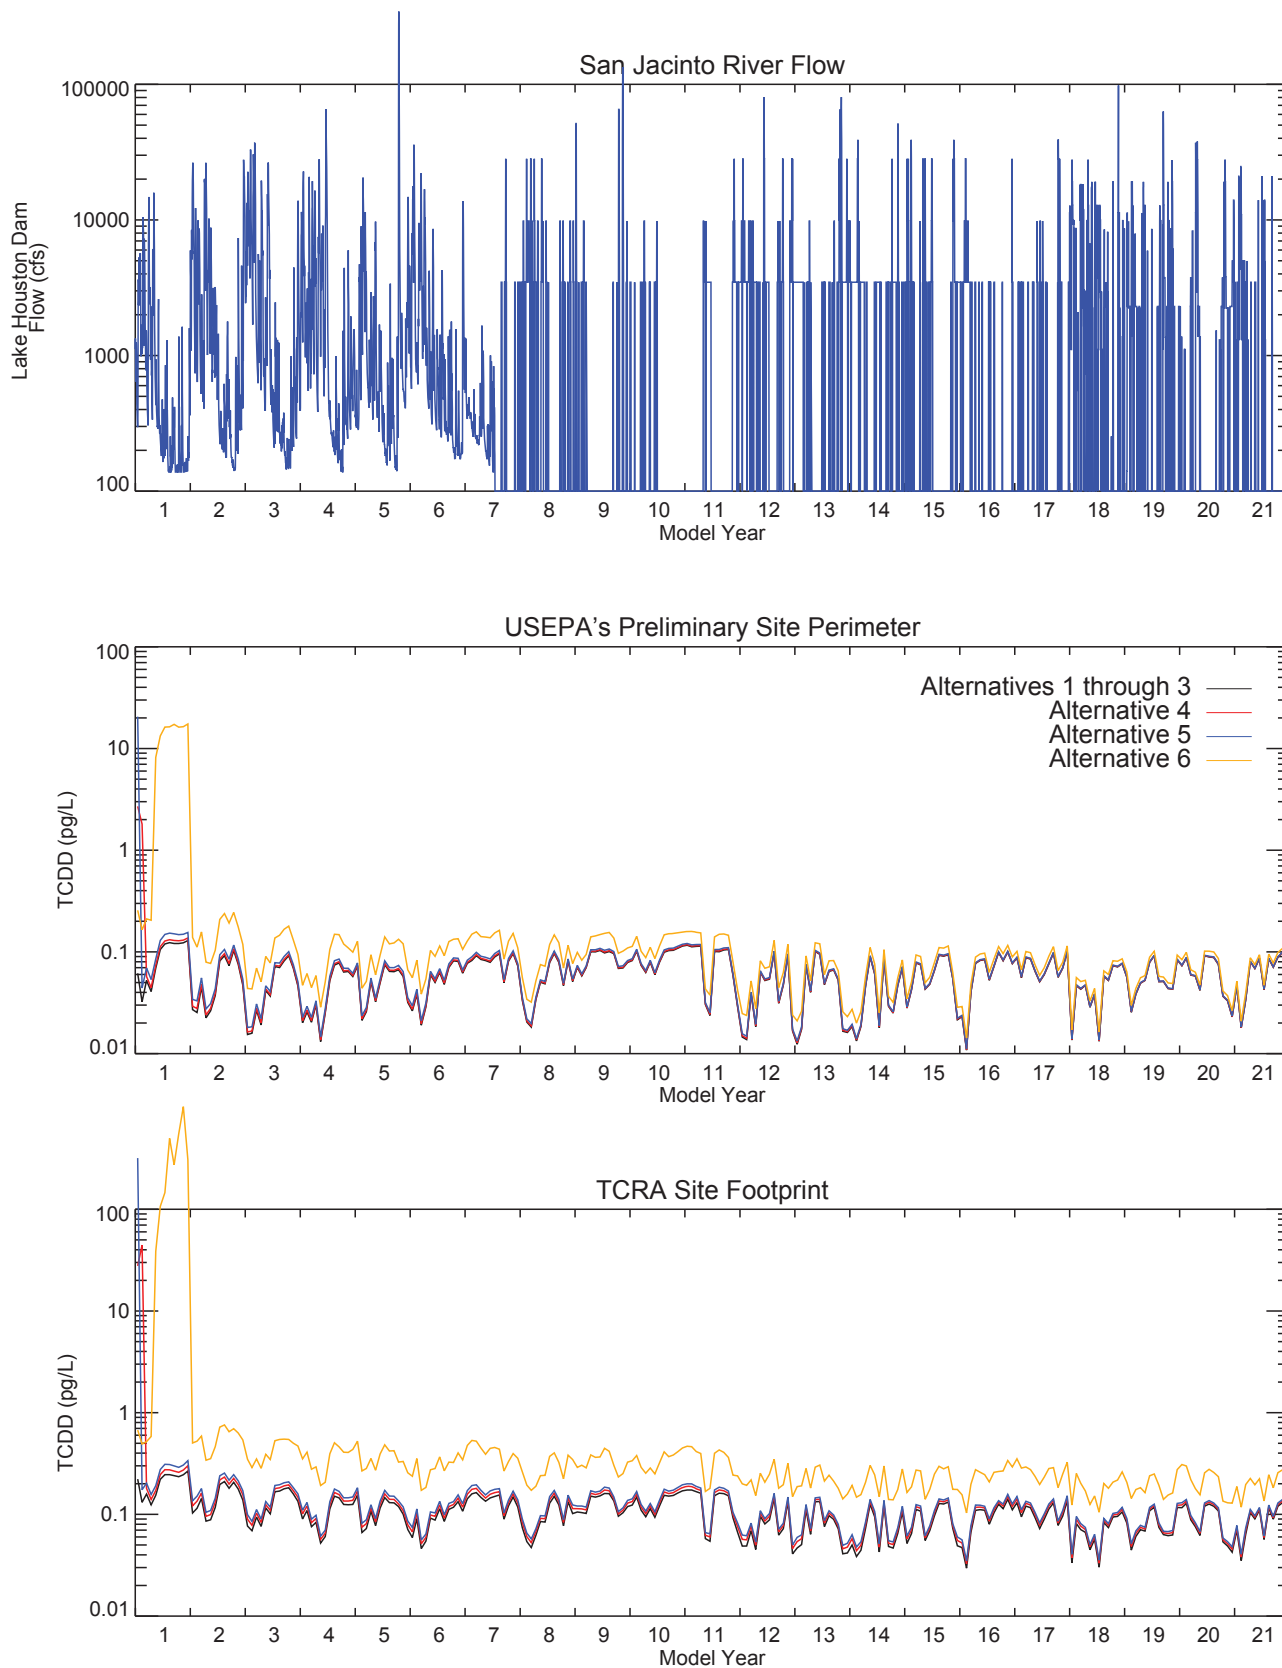 San Jacinto River Flow
100000
10000
1000
100
Lake Houston Dam
Flow (cfs)
1 2 3 4 5 6 7 8 9 10 11 12 13 14 15 16 17 18 19 20 21
Model Year
USEPA's Preliminary Site Perimeter
100
10
1
0.1
0.01
TCDD (pg/L)
Alternatives 1 through 3
Alternative 4
Alternative 5
Alternative 6
1 2 3 4 5 6 7 8 9 10 11 12 13 14 15 16 17 18 19 20 21
Model Year
TCRA Site Footprint
100
10
1
0.1
0.01
TCDD (pg/L)
1 2 3 4 5 6 7 8 9 10 11 12 13 14 15 16 17 18 19 20 21
Model Year